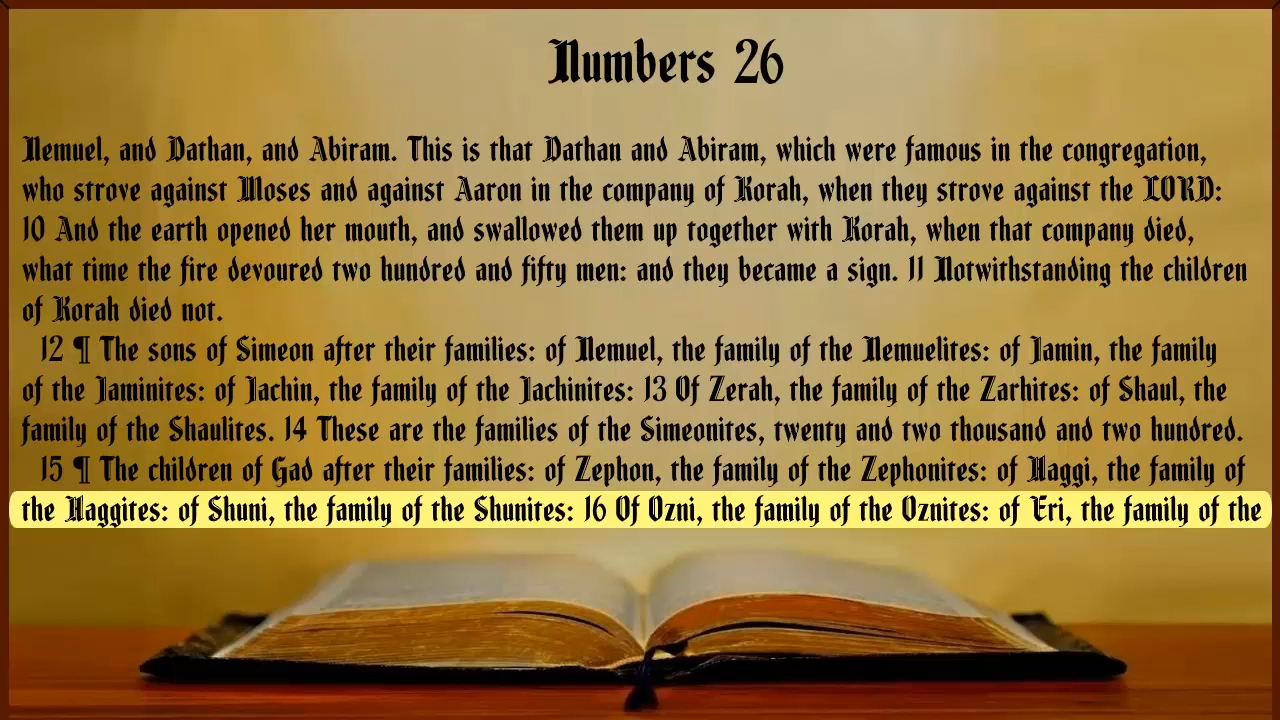 Numbers 26
Nemuel, and Dathan, and Abiram. This is that Dathan and Abiram, which were famous in the congregation,
who strove against Moses and against Aaron in the company of Korah, when they strove against the LORD:
10 And the earth opened her mouth, and swallowed them up together with Korah, when that company died,
what time the fire devoured two hundred and fifty men: and they became a sign. 11 Notwithstanding the children
of Korah died not.
12 ¶ The sons of Simeon after their families: of Nemuel, the family of the Nemuelites: of Jamin, the family
of the Jaminites: of Jachin, the family of the Jachinites: 13 Of Zerah, the family of the Zarhites: of Shaul, the
family of the Shaulites. 14 These are the families of the Simeonites, twenty and two thousand and two hundred.
15 ¶ The children of Gad after their families: of Zephon, the family of the Zephonites: of Haggi, the family of
the Haggites: of Shuni, the family of the Shunites: 16 Of Ozni, the family of the Oznites: of Eri, the family of the